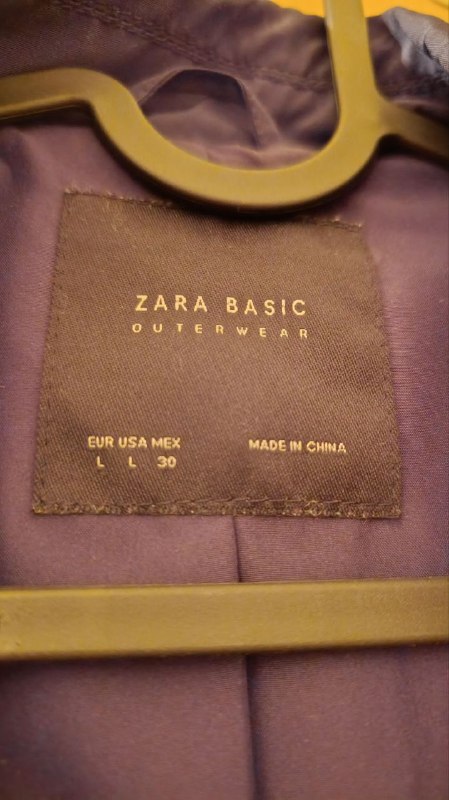 ZARA BASIC
OUTERWEAR
EUR USA MEX
L L 30
MADE IN CHINA